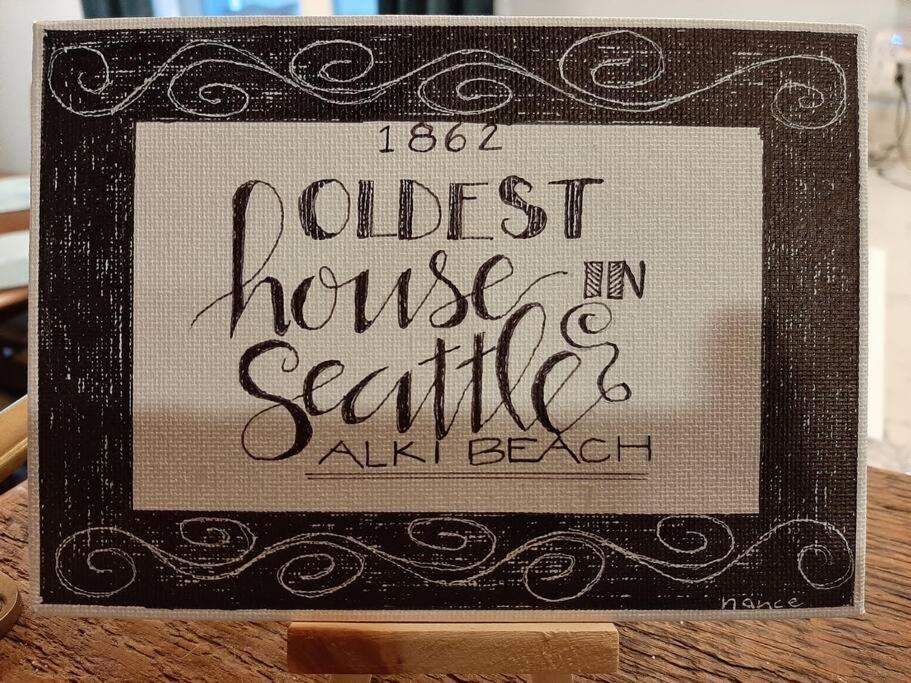 1862
OLDEST
house IN
Seattle
ALKI BEACH
nance